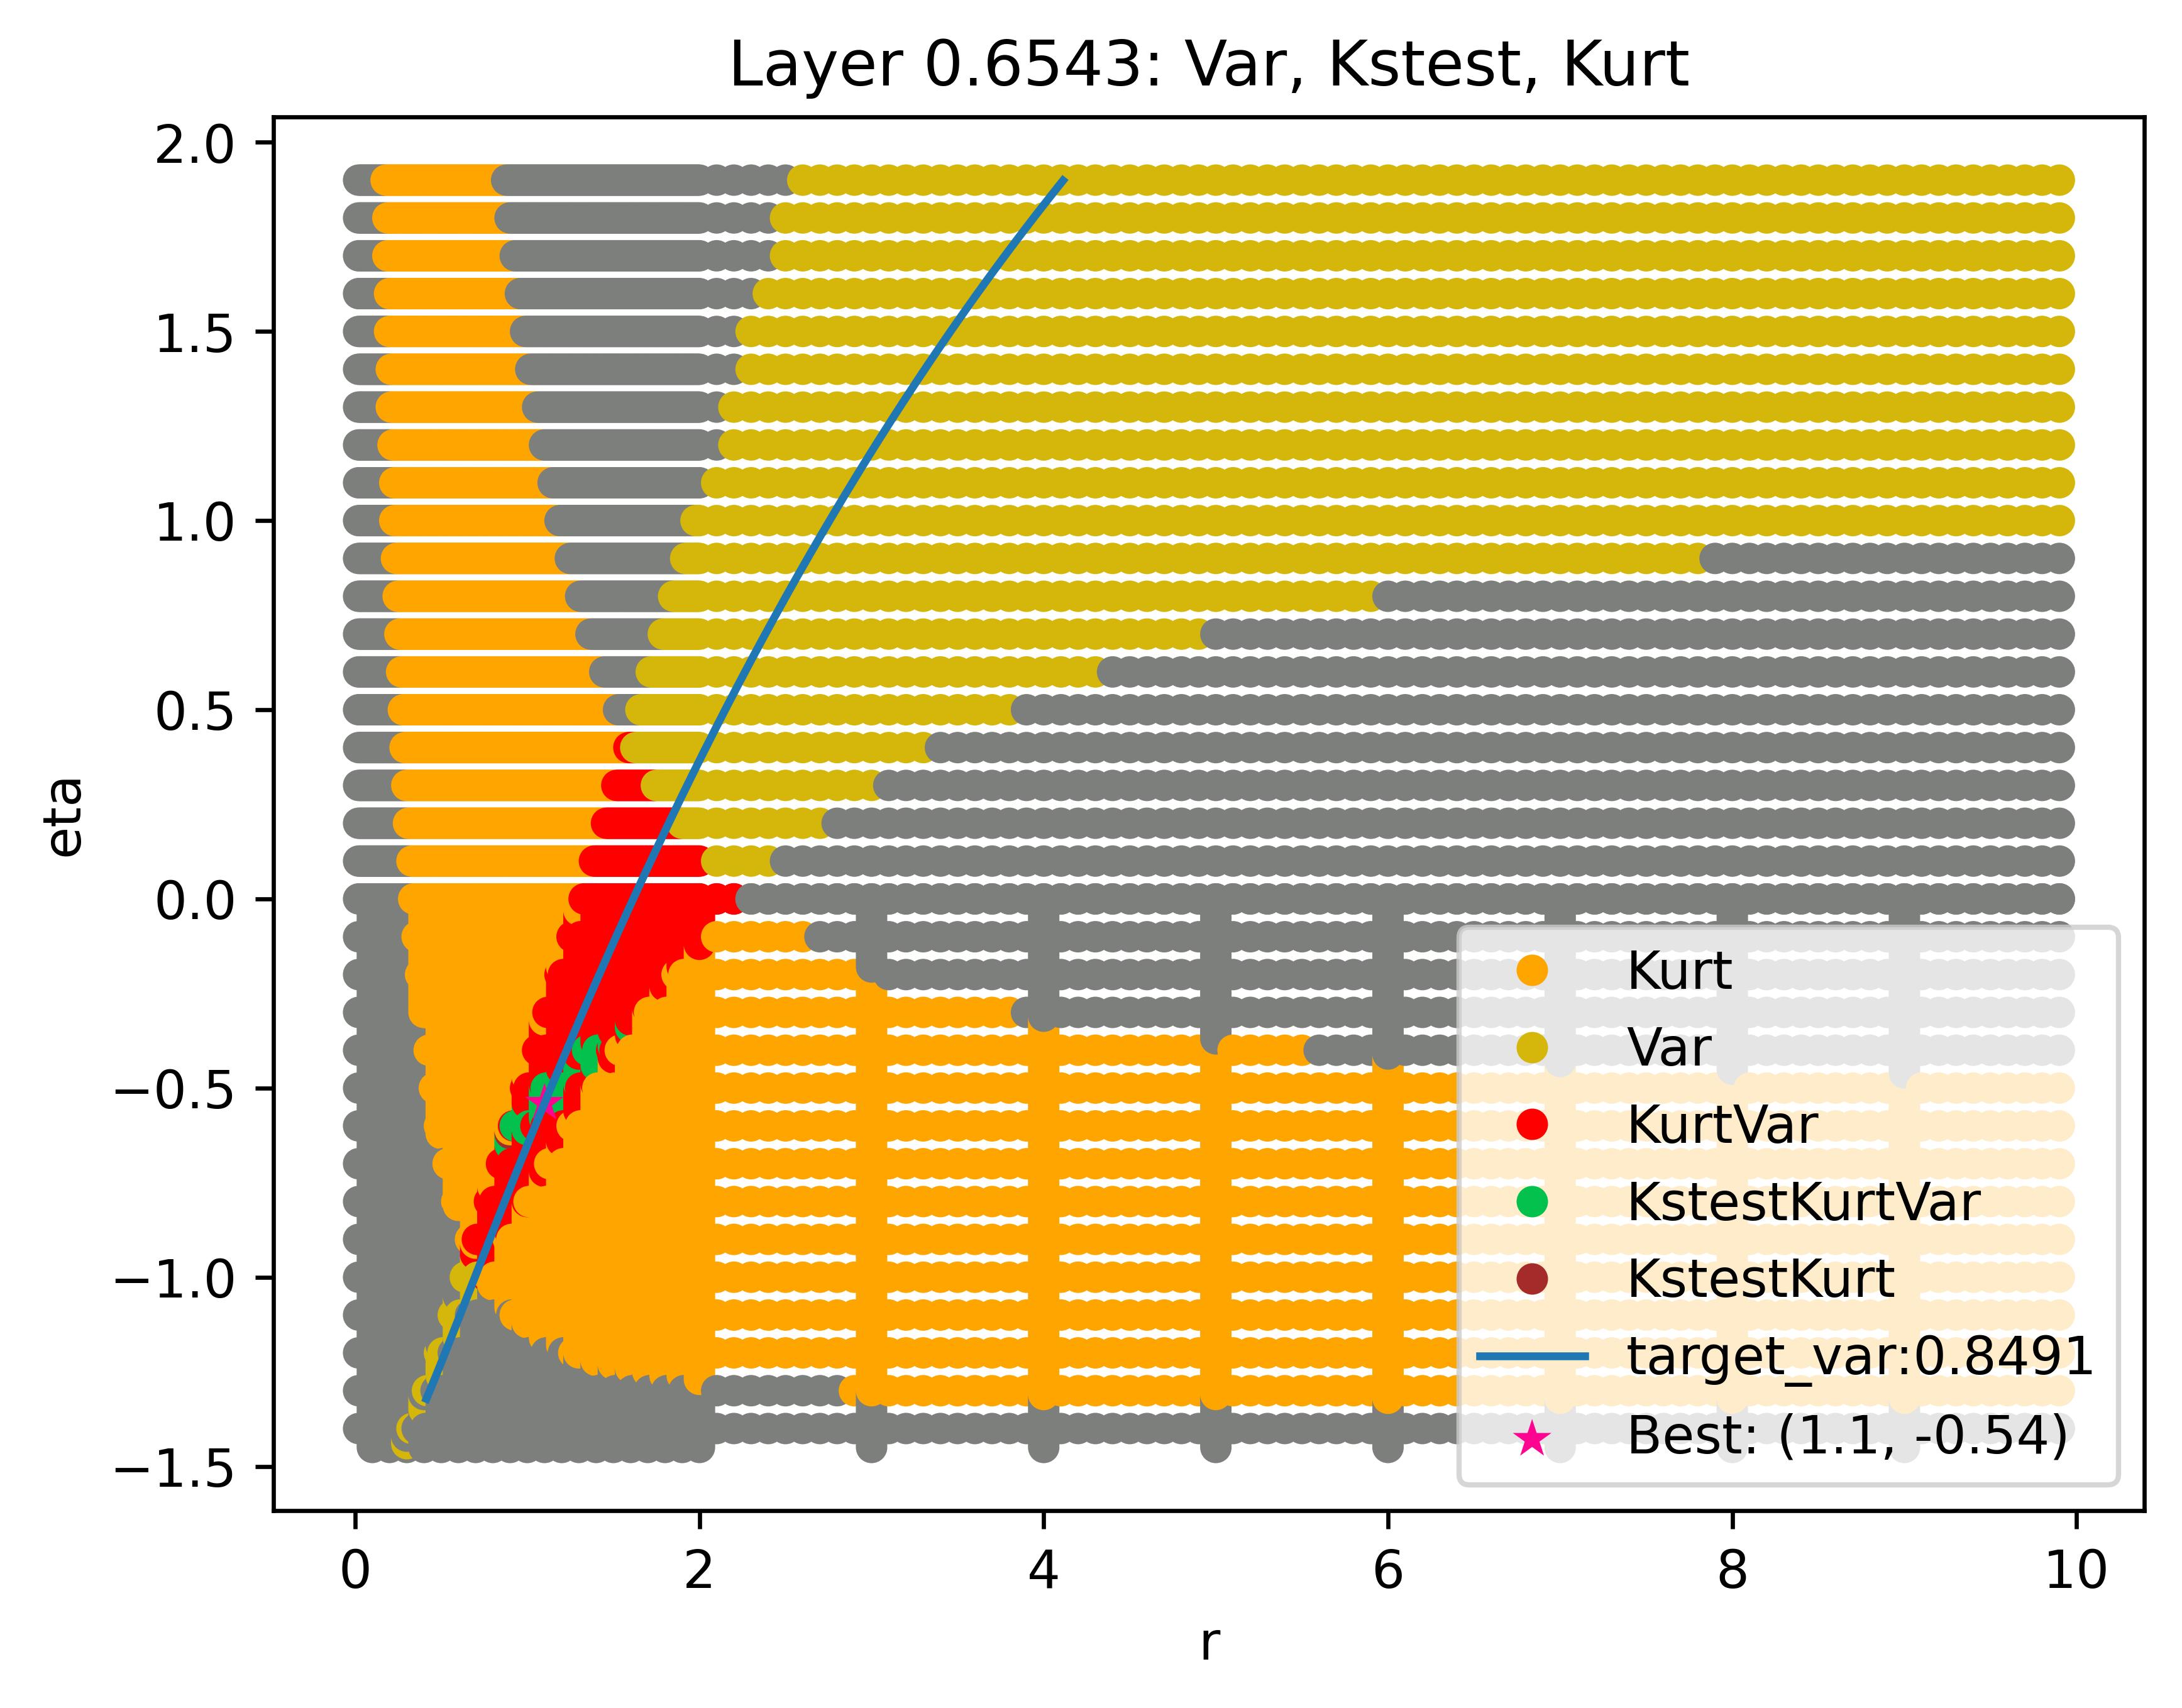 Layer 0.6543: Var, Kstest, Kurt
2.0
1.5
1.0
0.5
0.0
−0.5
−1.0
−1.5
eta
0 2 4 6 8 10
r
Kurt
Var
KurtVar
KstestKurtVar
KstestKurt
target_var:0.8491
Best: (1.1, -0.54)